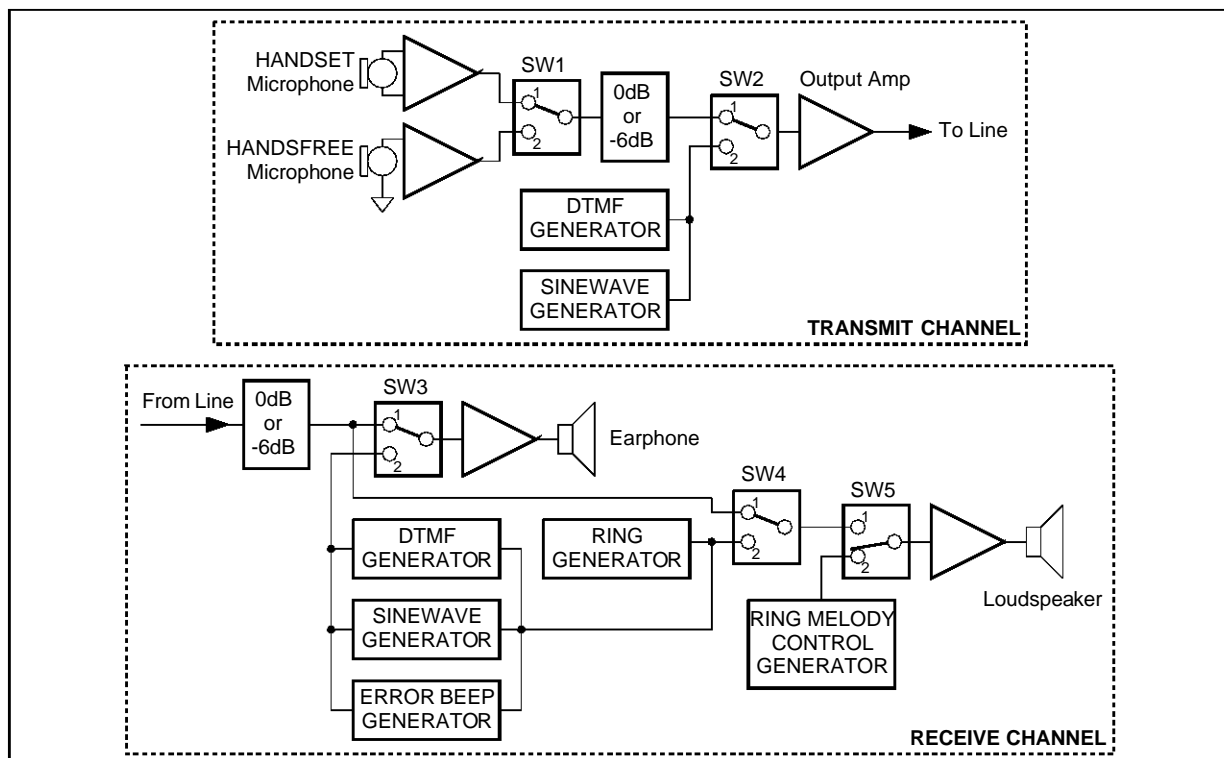 HANDSET
Microphone
SW1
1
2
0dB
or
-6dB
SW2
1
2
Output Amp
To Line
HANDSFREE
Microphone
DTMF
GENERATOR
SINEWAVE
GENERATOR
TRANSMIT CHANNEL
From Line
0dB
or
-6dB
SW3
1
2
Earphone
SW4
1
2
SW5
1
2
DTMF
GENERATOR
RING
GENERATOR
SINEWAVE
GENERATOR
ERROR BEEP
GENERATOR
RING MELODY
CONTROL
GENERATOR
Loudspeaker
RECEIVE CHANNEL